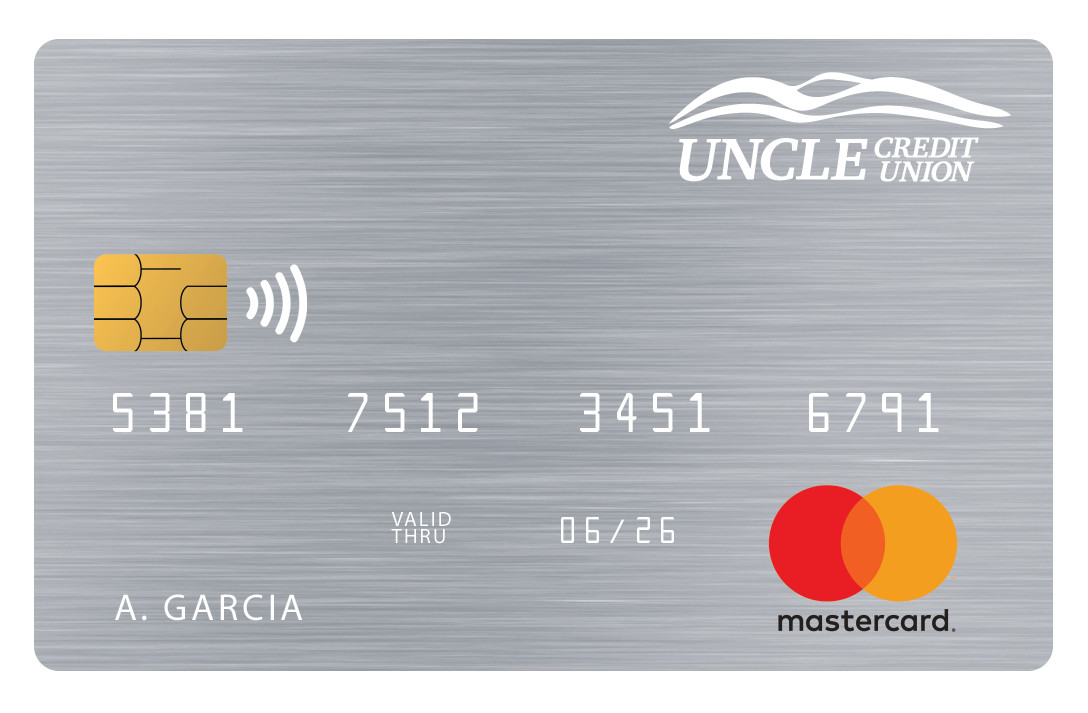 UNCLE CREDIT UNION
5381 7512 3451 6791
VALID THRU 06/26
A. GARCIA
mastercard.